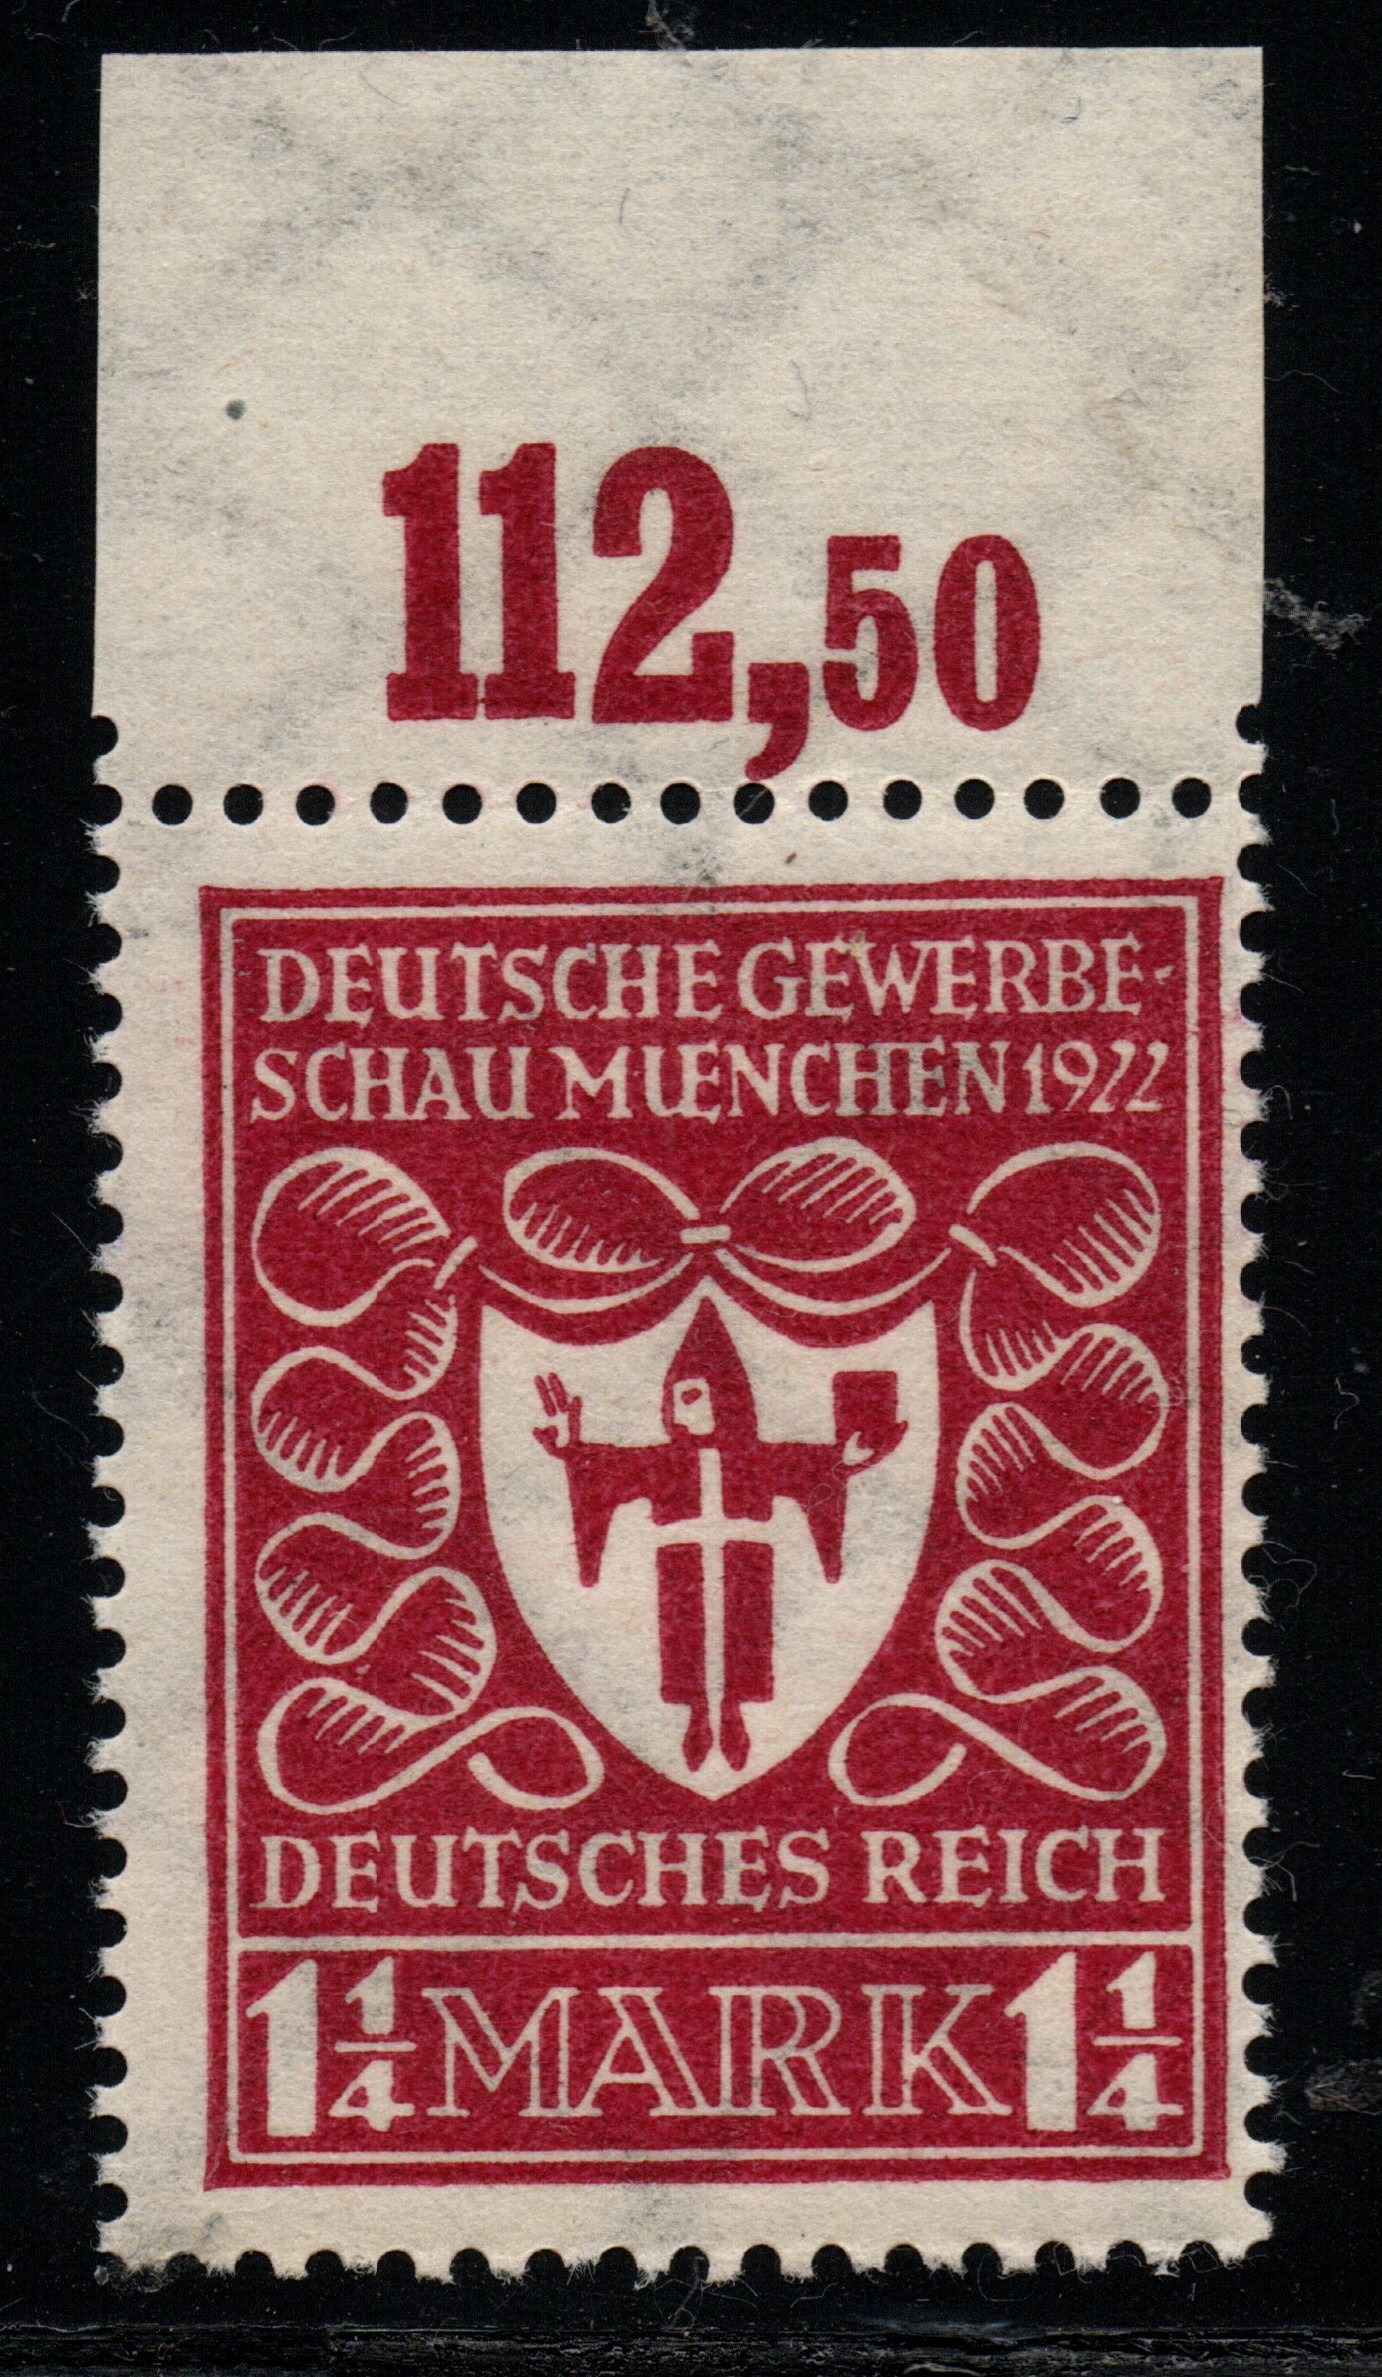 112,50
DEUTSCHE GEWERBE-
SCHAU MUENCHEN 1922
DEUTSCHES REICH
1 1/4 MARK 1 1/4